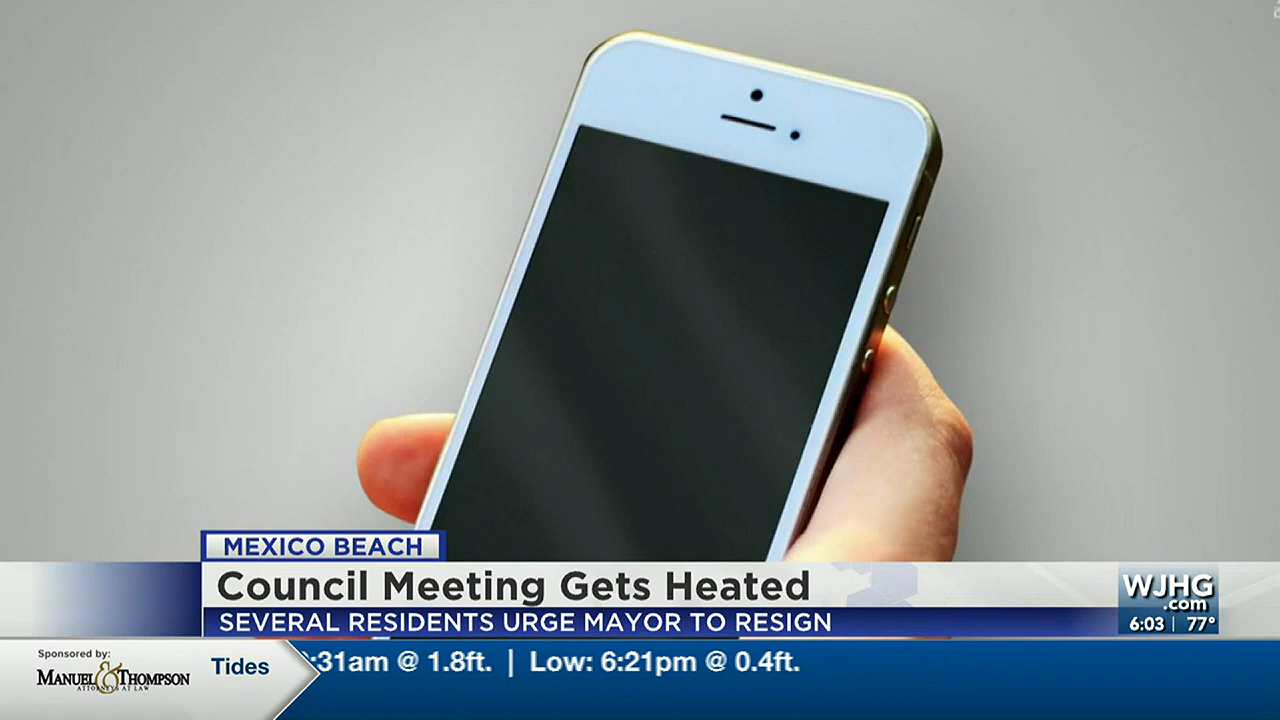 MEXICO BEACH
Council Meeting Gets Heated
SEVERAL RESIDENTS URGE MAYOR TO RESIGN
WJHG
.com
6:03 | 77°
Sponsored by:
MANUEL & THOMPSON
ATTORNEYS AT LAW
Tides
:31am @ 1.8ft. | Low: 6:21pm @ 0.4ft.